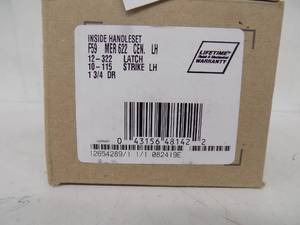 INSIDE HANDLESET
F59 MER 622 CEN. LH
12-322 LATCH
10-115 STRIKE LH
1 3/4 DR
LIFETIME
WARRANTY
0 43156 48142 2
12654289/1 1/1 082419E